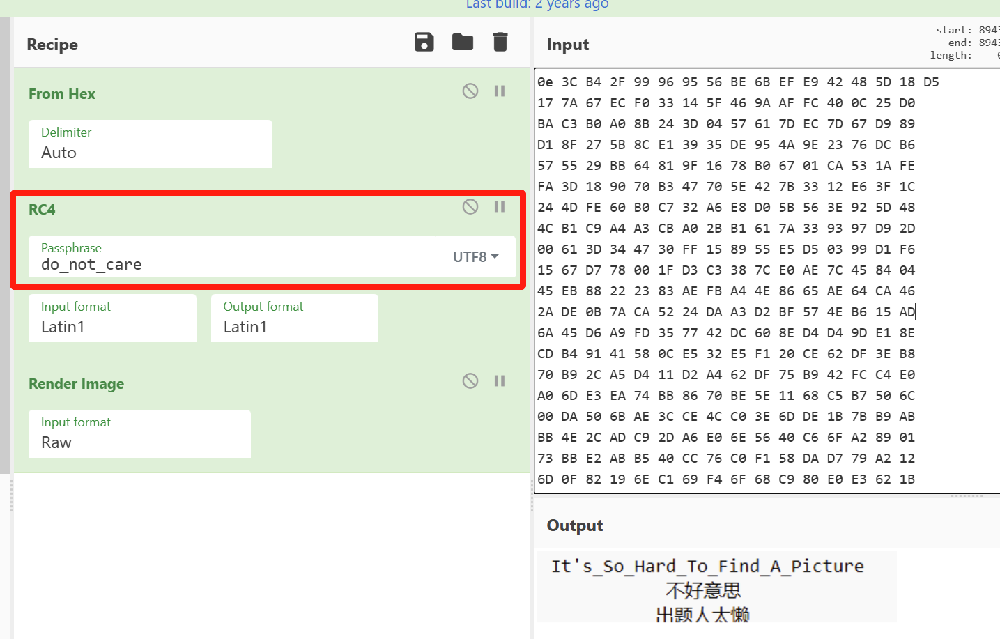 Last build: 2 years ago
Recipe
From Hex
Delimiter
Auto
RC4
Passphrase
do_not_care
UTF8
Input format
Latin1
Output format
Latin1
Render Image
Input format
Raw
Input
start: 8943
end: 8943
length:
0e 3C B4 2F 99 96 95 56 BE 6B EF E9 42 48 5D 18 D5
17 7A 67 EC F0 33 14 5F 46 9A AF FC 40 0C 25 D0
BA C3 B0 A0 8B 24 3D 04 57 61 7D EC 7D 67 D9 89
D1 8F 27 5B 8C E1 39 35 DE 95 4A 9E 23 76 DC B6
57 55 29 BB 64 81 9F 16 78 B0 67 01 CA 53 1A FE
FA 3D 18 90 70 B3 47 70 5E 42 7B 33 12 E6 3F 1C
24 4D FE 60 B0 C7 32 A6 E8 D0 5B 56 3E 92 5D 48
4C B1 C9 A4 A3 CB A0 2B B1 61 7A 33 93 97 D9 2D
00 61 3D 34 47 30 FF 15 89 55 E5 D5 03 99 D1 F6
15 67 D7 78 00 1F D3 C3 38 7C E0 AE 7C 45 84 04
45 EB 88 22 23 83 AE FB A4 4E 86 65 AE 64 CA 46
2A DE 0B 7A CA 52 24 DA A3 D2 BF 57 4E B6 15 AD
6A 45 D6 A9 FD 35 77 42 DC 60 8E D4 D4 9D E1 8E
CD B4 91 41 58 0C E5 32 E5 F1 20 CE 62 DF 3E B8
70 B9 2C A5 D4 11 D2 A4 62 DF 75 B9 42 FC C4 E0
A0 6D E3 EA 74 BB 86 70 BE 5E 11 68 C5 B7 50 6C
00 DA 50 6B AE 3C CE 4C C0 3E 6D DE 1B 7B B9 AB
BB 4E 2C AD C9 2D A6 E0 6E 56 40 C6 6F A2 89 01
73 BB E2 AB B5 40 CC 76 C0 F1 58 DA D7 79 A2 12
6D 0F 82 19 6E C1 69 F4 6F 68 C9 80 E0 E3 62 1B
Output
It's_So_Hard_To_Find_A_Picture
不好意思
出题人太懒